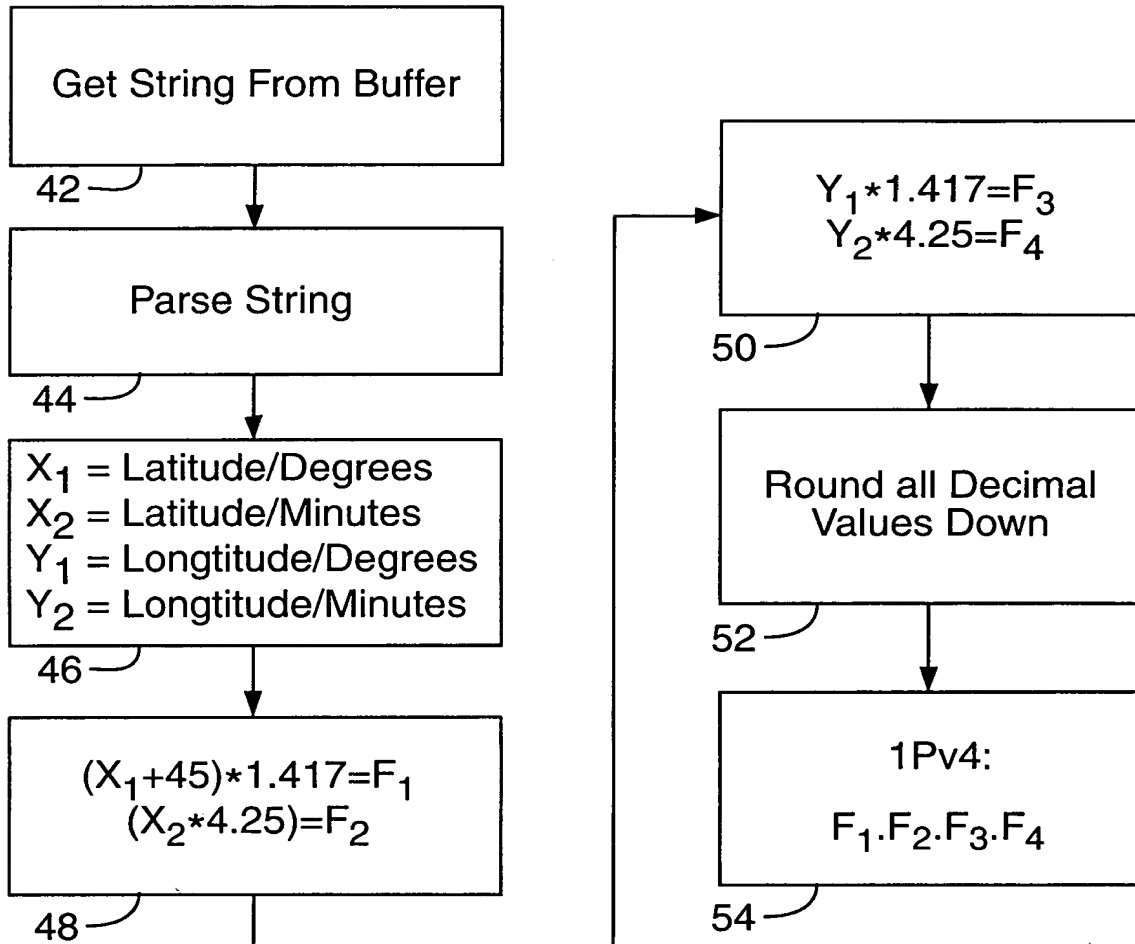 Get String From Buffer
42
Parse String
44
X₁ = Latitude/Degrees
X₂ = Latitude/Minutes
Y₁ = Longtitude/Degrees
Y₂ = Longtitude/Minutes
46
(X₁+45)*1.417=F₁
(X₂*4.25)=F₂
48
Y₁*1.417=F₃
Y₂*4.25=F₄
50
Round all Decimal
Values Down
52
1Pv4:
F₁.F₂.F₃.F₄
54